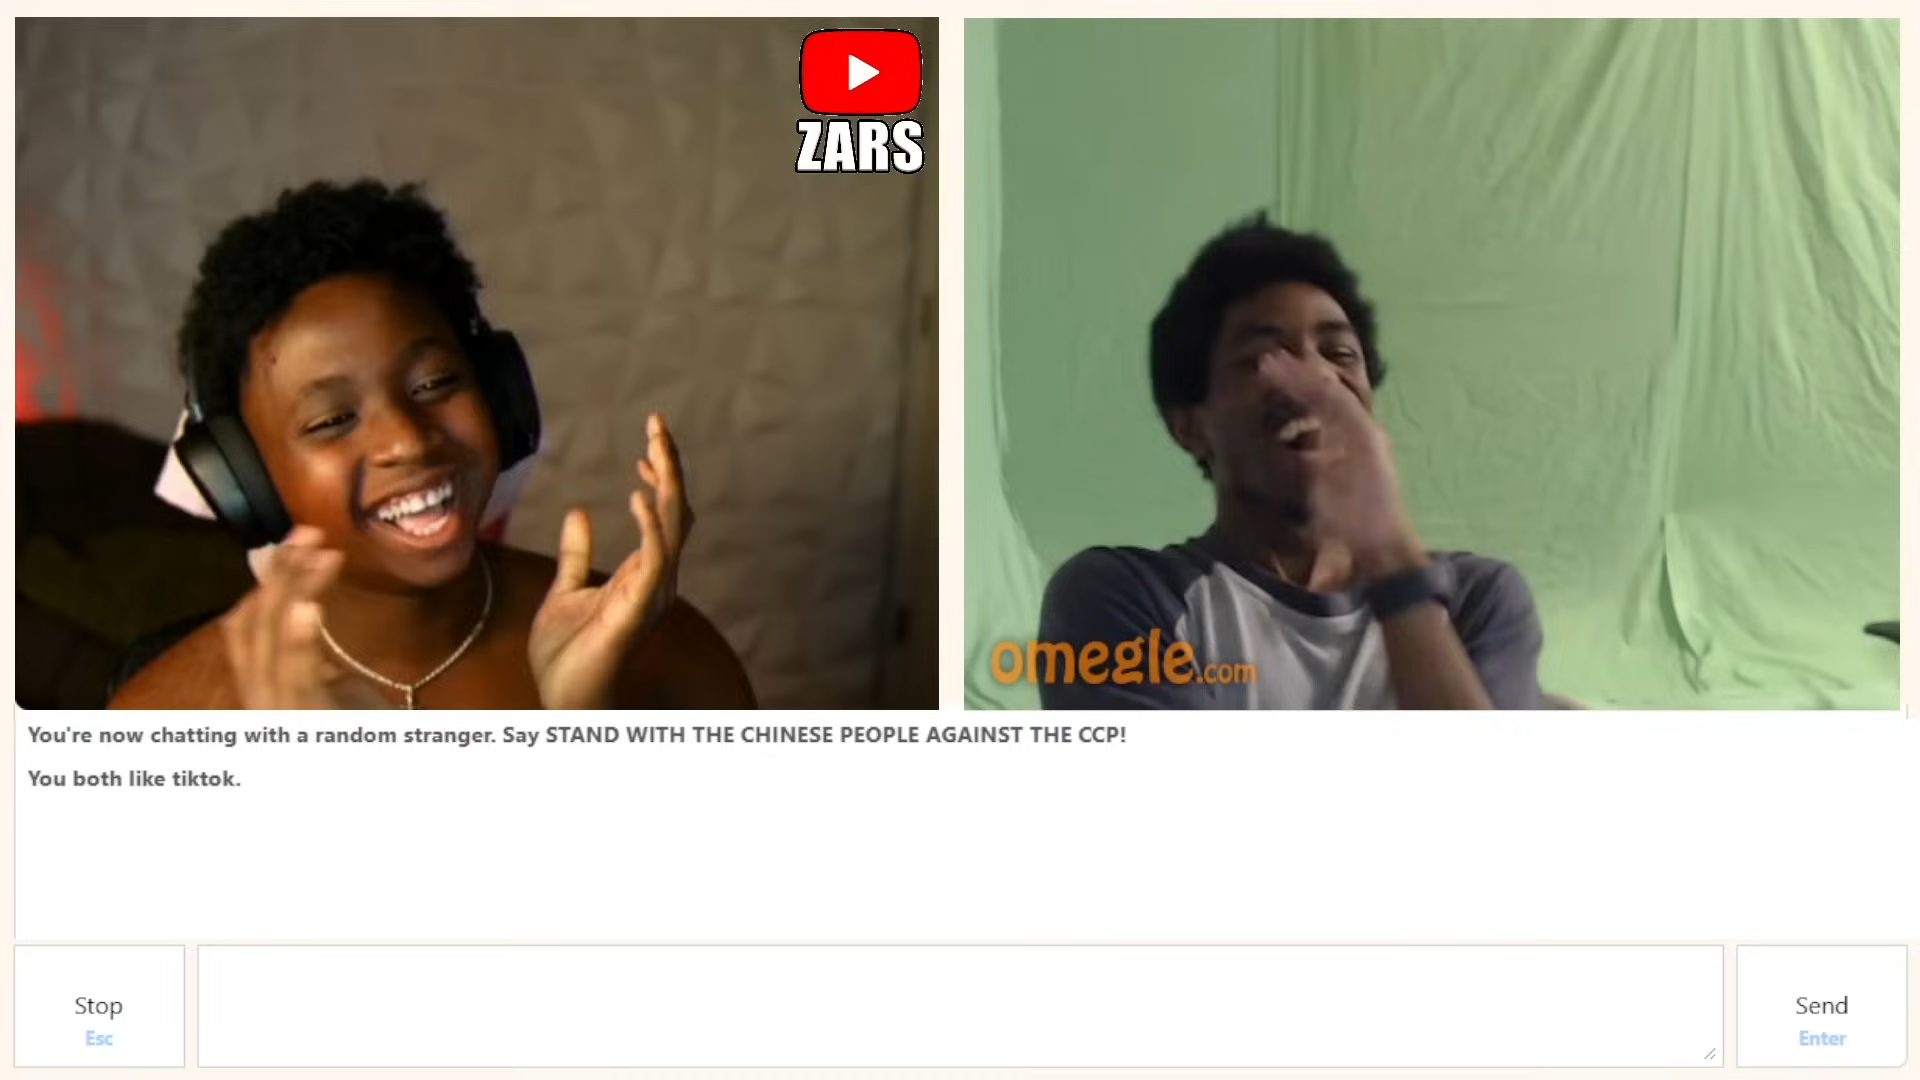 ZARS
omegle.com
You're now chatting with a random stranger. Say STAND WITH THE CHINESE PEOPLE AGAINST THE CCP!
You both like tiktok.
Stop
Esc
Send
Enter